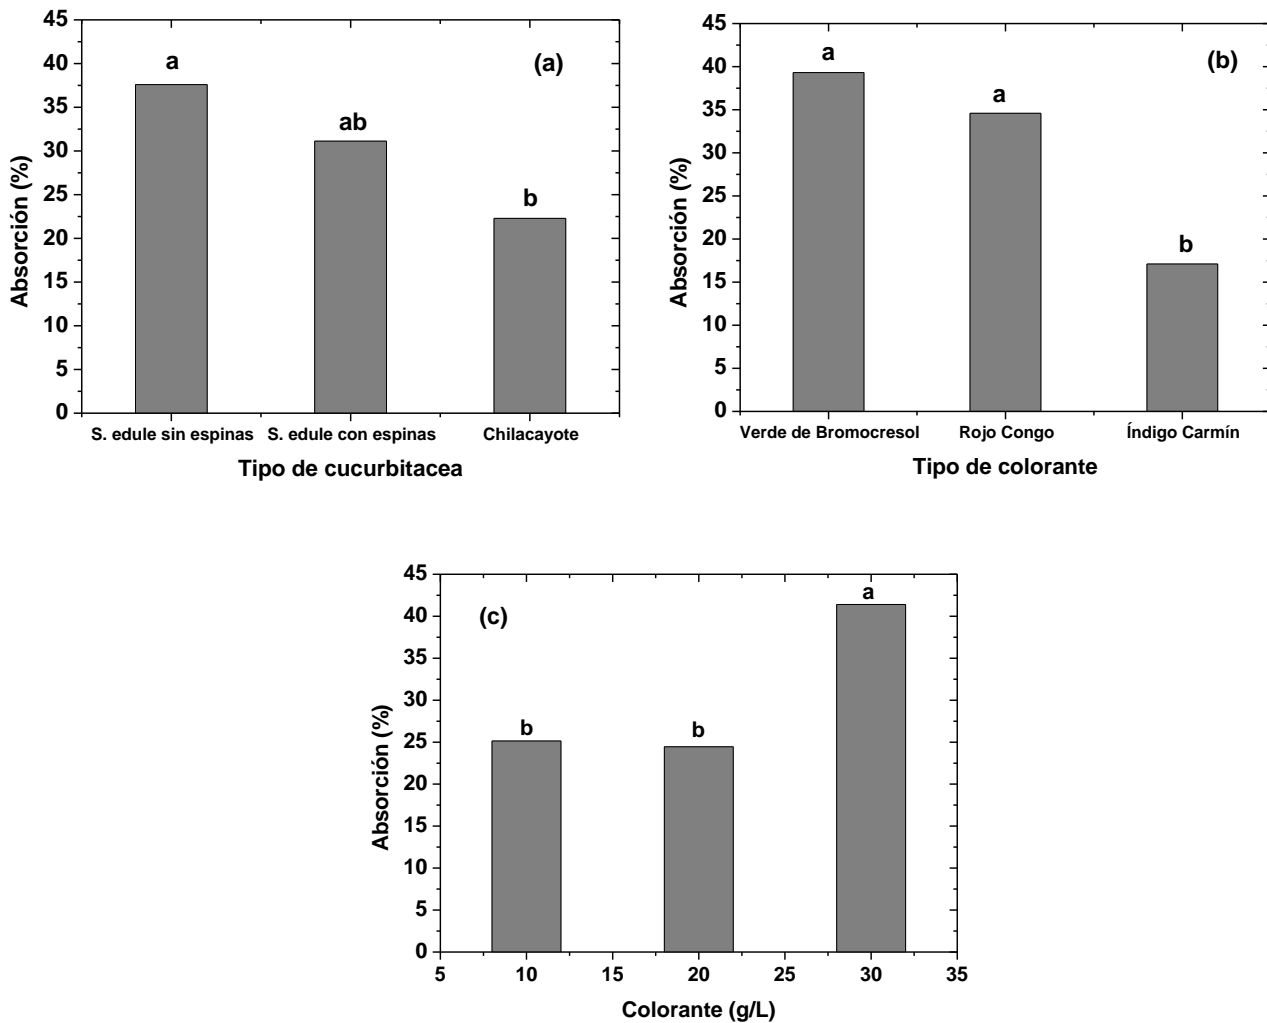 (a)
Absorción (%)
45
40
35
30
25
20
15
10
5
0
a
ab
b
S. edule sin espinas S. edule con espinas Chilacayote
Tipo de cucurbitacea
(b)
Absorción (%)
45
40
35
30
25
20
15
10
5
0
a
a
b
Verde de Bromocresol Rojo Congo Índigo Carmín
Tipo de colorante
(c)
Absorción (%)
45
40
35
30
25
20
15
10
5
0
b
b
a
5 10 15 20 25 30 35
Colorante (g/L)